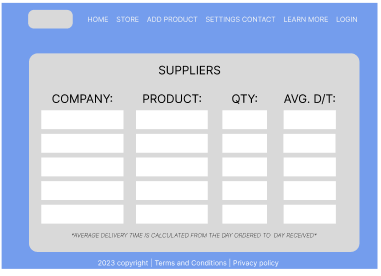 HOME STORE ADD PRODUCT SETTINGS CONTACT LEARN MORE LOGIN
SUPPLIERS
COMPANY: PRODUCT: QTY: AVG. D/T:
*AVERAGE DELIVERY TIME IS CALCULATED FROM THE DAY ORDERED TO DAY RECEIVED*
2023 copyright | Terms and Conditions | Privacy policy